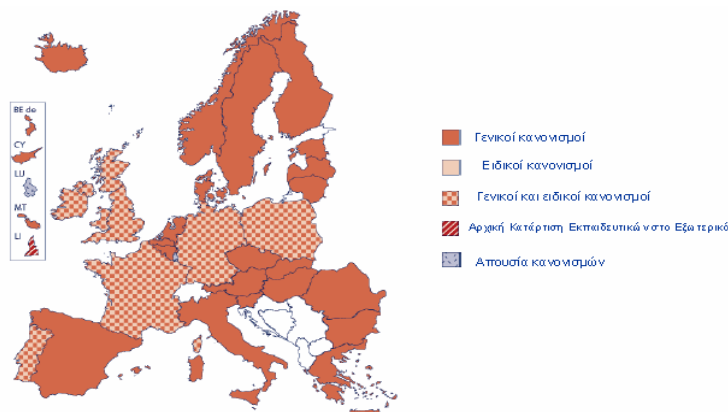 BE de
CY
LU
MT
LI
Γενικοί κανονισμοί
Ειδικοί κανονισμοί
Γενικοί και ειδικοί κανονισμοί
Αρχική Κατάρτιση Εκπαιδευτικών στο Εξωτερικό
Απουσία κανονισμών